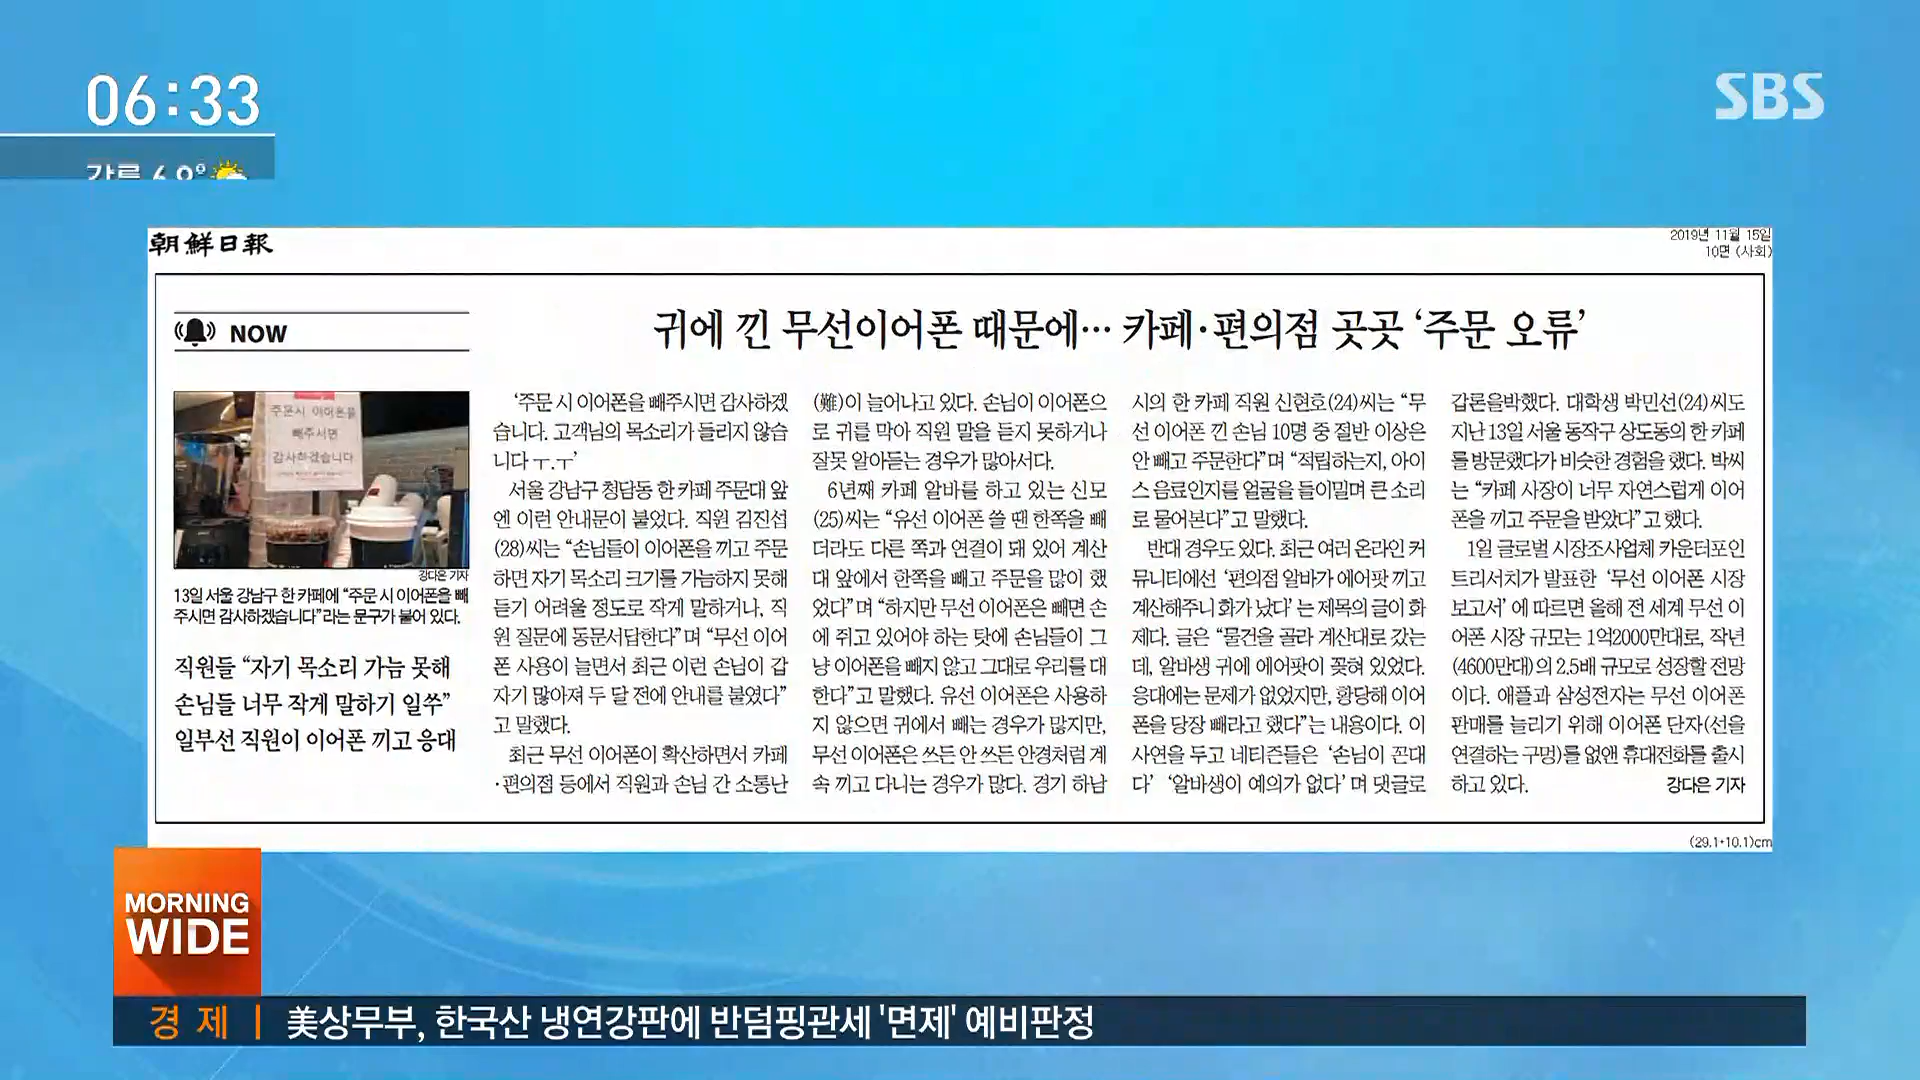 06:33
SBS
강릉 6.9°
朝鮮日報
2019년 11월 15일
10면 (사회)
NOW
귀에 낀 무선이어폰 때문에… 카페·편의점 곳곳 ‘주문 오류’
주문시 이어폰을
빼주시면
감사하겠습니다
강다은 기자
13일 서울 강남구 한 카페에 “주문 시 이어폰을 빼
주시면 감사하겠습니다”라는 문구가 붙어 있다.
직원들 “자기 목소리 가늠 못해
손님들 너무 작게 말하기 일쑤”
일부선 직원이 이어폰 끼고 응대
‘주문 시 이어폰을 빼주시면 감사하겠
습니다. 고객님의 목소리가 들리지 않습
니다 ㅜ.ㅜ’
서울 강남구 청담동 한 카페 주문대 앞
엔 이런 안내문이 붙었다. 직원 김진섭
(28)씨는 “손님들이 이어폰을 끼고 주문
하면 자기 목소리 크기를 가늠하지 못해
듣기 어려울 정도로 작게 말하거나, 직
원 질문에 동문서답한다”며 “무선 이어
폰 사용이 늘면서 최근 이런 손님이 갑
자기 많아져 두 달 전에 안내를 붙였다”
고 말했다.
최근 무선 이어폰이 확산하면서 카페
·편의점 등에서 직원과 손님 간 소통난
(難)이 늘어나고 있다. 손님이 이어폰으
로 귀를 막아 직원 말을 듣지 못하거나
잘못 알아듣는 경우가 많아서다.
6년째 카페 알바를 하고 있는 신모
(25)씨는 “유선 이어폰 쓸 땐 한쪽을 빼
더라도 다른 쪽과 연결이 돼 있어 계산
대 앞에서 한쪽을 빼고 주문을 많이 했
었다”며 “하지만 무선 이어폰은 빼면 손
에 쥐고 있어야 하는 탓에 손님들이 그
냥 이어폰을 빼지 않고 그대로 우리를 대
한다”고 말했다. 유선 이어폰은 사용하
지 않으면 귀에서 빼는 경우가 많지만,
무선 이어폰은 쓰든 안 쓰든 안경처럼 계
속 끼고 다니는 경우가 많다. 경기 하남
시의 한 카페 직원 신현호(24)씨는 “무
선 이어폰 낀 손님 10명 중 절반 이상은
안 빼고 주문한다”며 “적립하는지, 아이
스 음료인지를 얼굴을 들이밀며 큰 소리
로 물어본다”고 말했다.
반대 경우도 있다. 최근 여러 온라인 커
뮤니티에선 ‘편의점 알바가 에어팟 끼고
계산해주니 화가 났다’는 제목의 글이 화
제다. 글은 “물건을 골라 계산대로 갔는
데, 알바생 귀에 에어팟이 꽂혀 있었다.
응대에는 문제가 없었지만, 황당해 이어
폰을 당장 빼라고 했다”는 내용이다. 이
사연을 두고 네티즌들은 ‘손님이 꼰대
다’ ‘알바생이 예의가 없다’며 댓글로
갑론을박했다. 대학생 박민선(24)씨도
지난 13일 서울 동작구 상도동의 한 카페
를 방문했다가 비슷한 경험을 했다. 박씨
는 “카페 사장이 너무 자연스럽게 이어
폰을 끼고 주문을 받았다”고 했다.
1일 글로벌 시장조사업체 카운터포인
트리서치가 발표한 ‘무선 이어폰 시장
보고서’에 따르면 올해 전 세계 무선 이
어폰 시장 규모는 1억2000만대로, 작년
(4600만대)의 2.5배 규모로 성장할 전망
이다. 애플과 삼성전자는 무선 이어폰
판매를 늘리기 위해 이어폰 단자(선을
연결하는 구멍)를 없앤 휴대전화를 출시
하고 있다. 강다은 기자
(29.1*10.1)cm
MORNING
WIDE
경제 | 美상무부, 한국산 냉연강판에 반덤핑관세 '면제' 예비판정